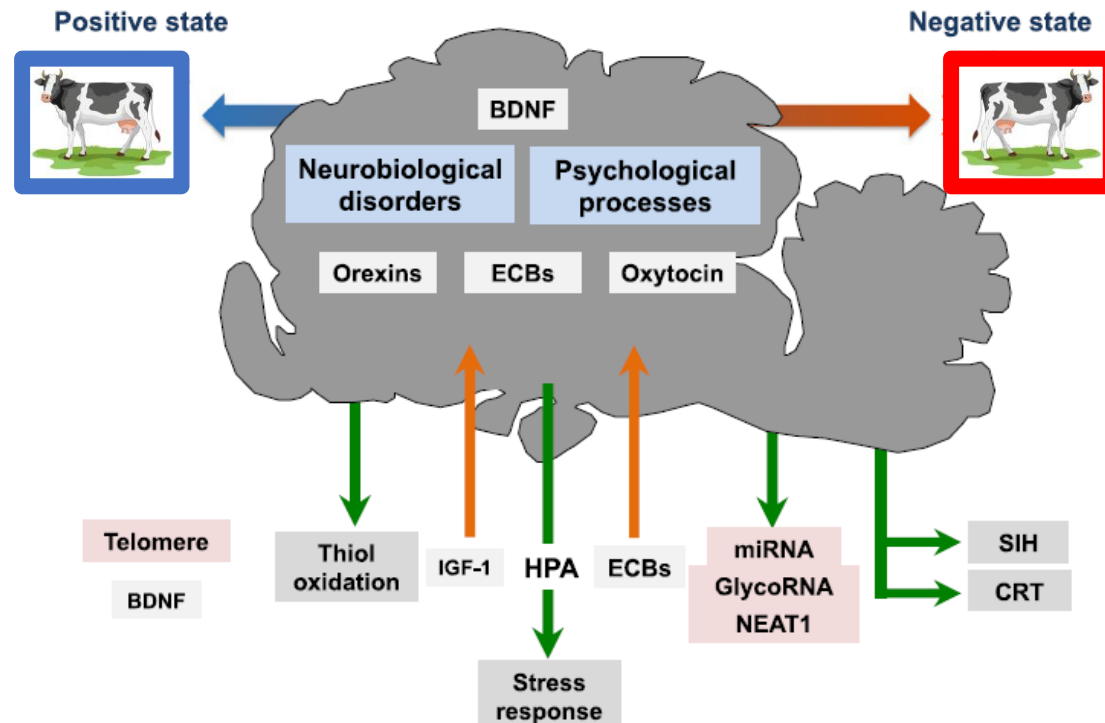 Positive state
Negative state
BDNF
Neurobiological
disorders
Psychological
processes
Orexins
ECBs
Oxytocin
Telomere
BDNF
Thiol
oxidation
IGF-1
HPA
ECBs
miRNA
GlycoRNA
NEAT1
SIH
CRT
Stress
response